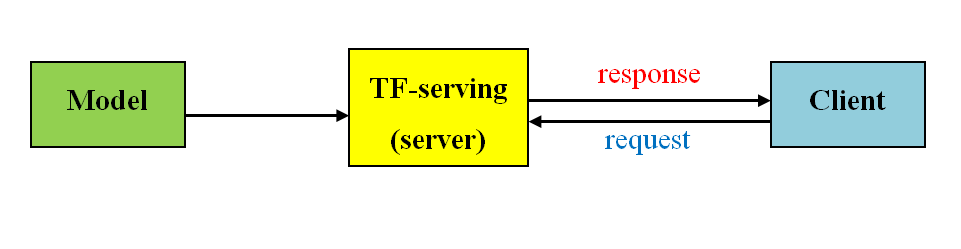 Model
TF-serving
(server)
response
request
Client